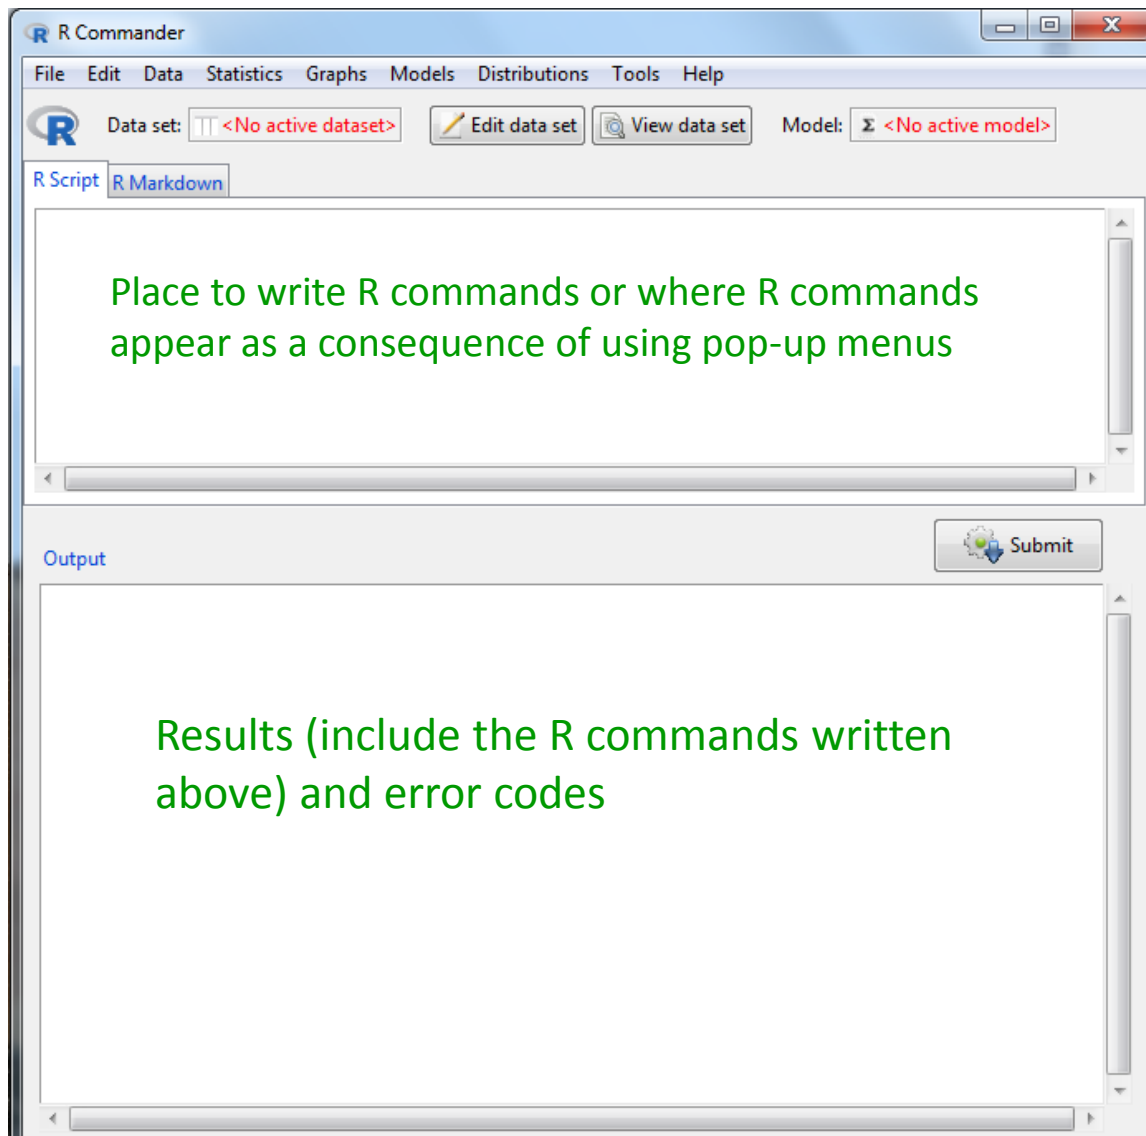 R Commander
File Edit Data Statistics Graphs Models Distributions Tools Help
R Data set: <No active dataset> Edit data set View data set Model: Σ <No active model>
R Script R Markdown
Place to write R commands or where R commands
appear as a consequence of using pop-up menus
Submit
Output
Results (include the R commands written
above) and error codes